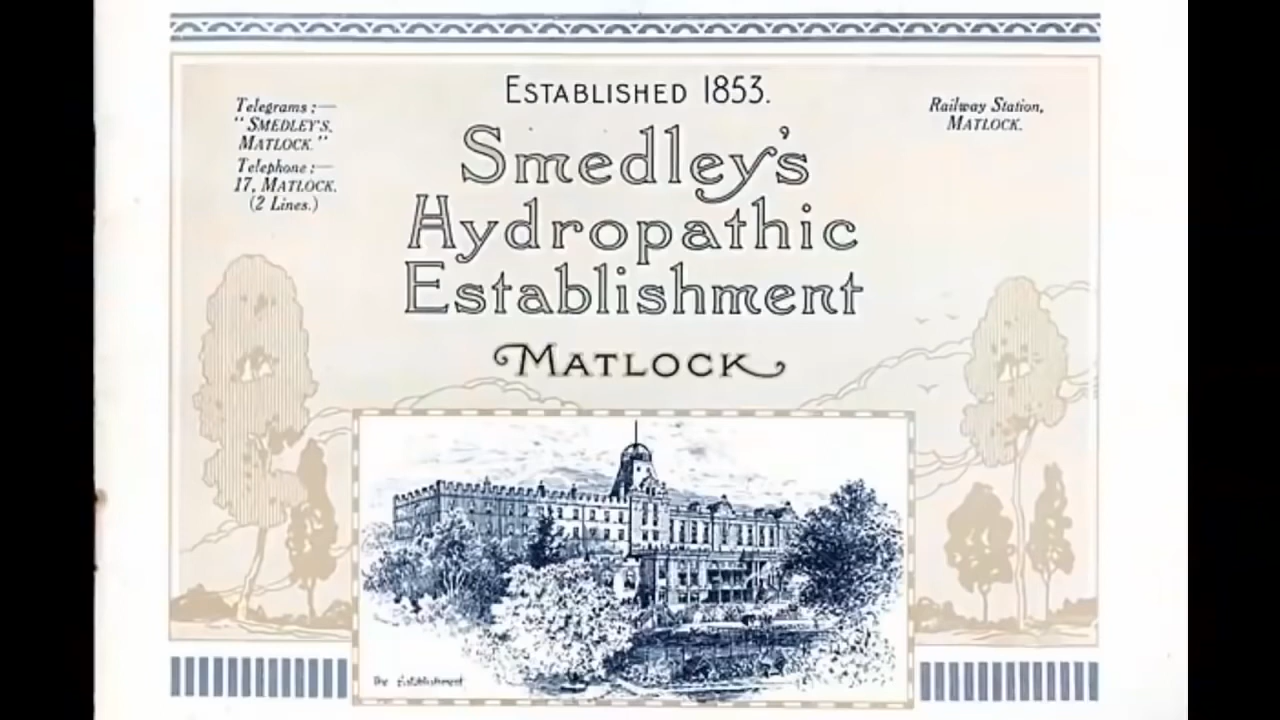 ESTABLISHED 1853.
Telegrams:—
"SMEDLEY'S,
MATLOCK."
Telephone:—
17, MATLOCK.
(2 Lines.)
Railway Station,
MATLOCK.
Smedley's
Hydropathic
Establishment
MATLOCK
The Establishment